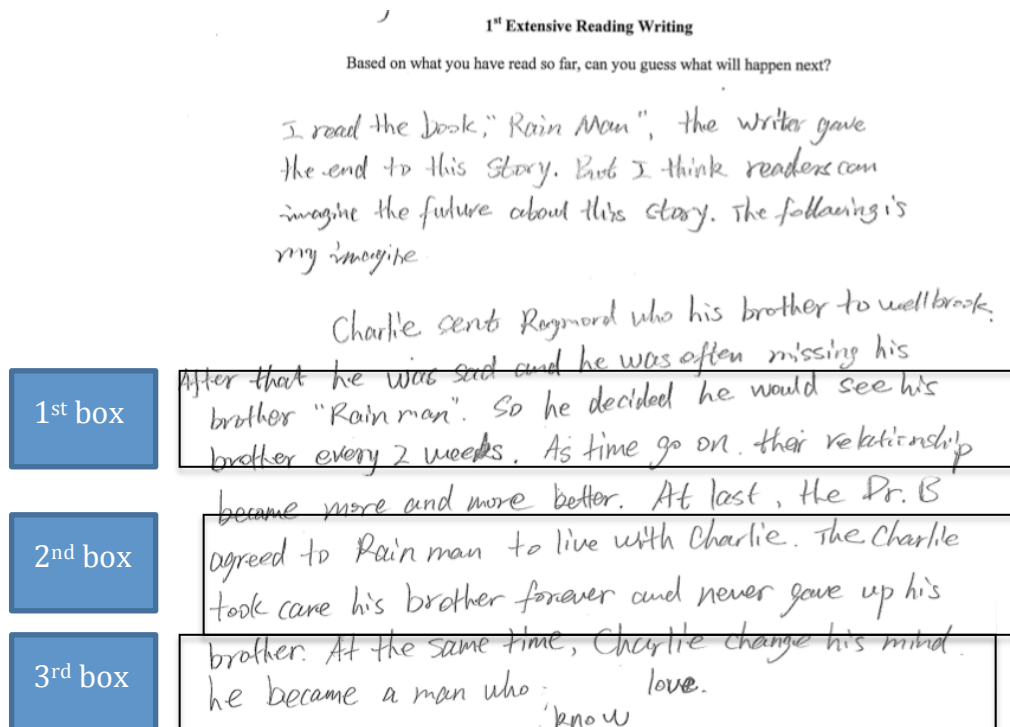 1st Extensive Reading Writing
Based on what you have read so far, can you guess what will happen next?
I read the book, "Rain Man", the writer gave
the end to this story. But I think readers can
imagine the future about this story. The following is
my imagine
Charlie sent Raymond who his brother to wellbrook.
After that he was sad and he was often missing his
1st box
brother "Rain man". So he decided he would see his
brother every 2 weeks. As time go on. their relationship
became more and more better. At last, the Dr. B
2nd box
agreed to Rain man to live with Charlie. The Charlie
took care his brother forever and never gave up his
brother. At the same time, Charlie change his mind.
3rd box
he became a man who love.
know